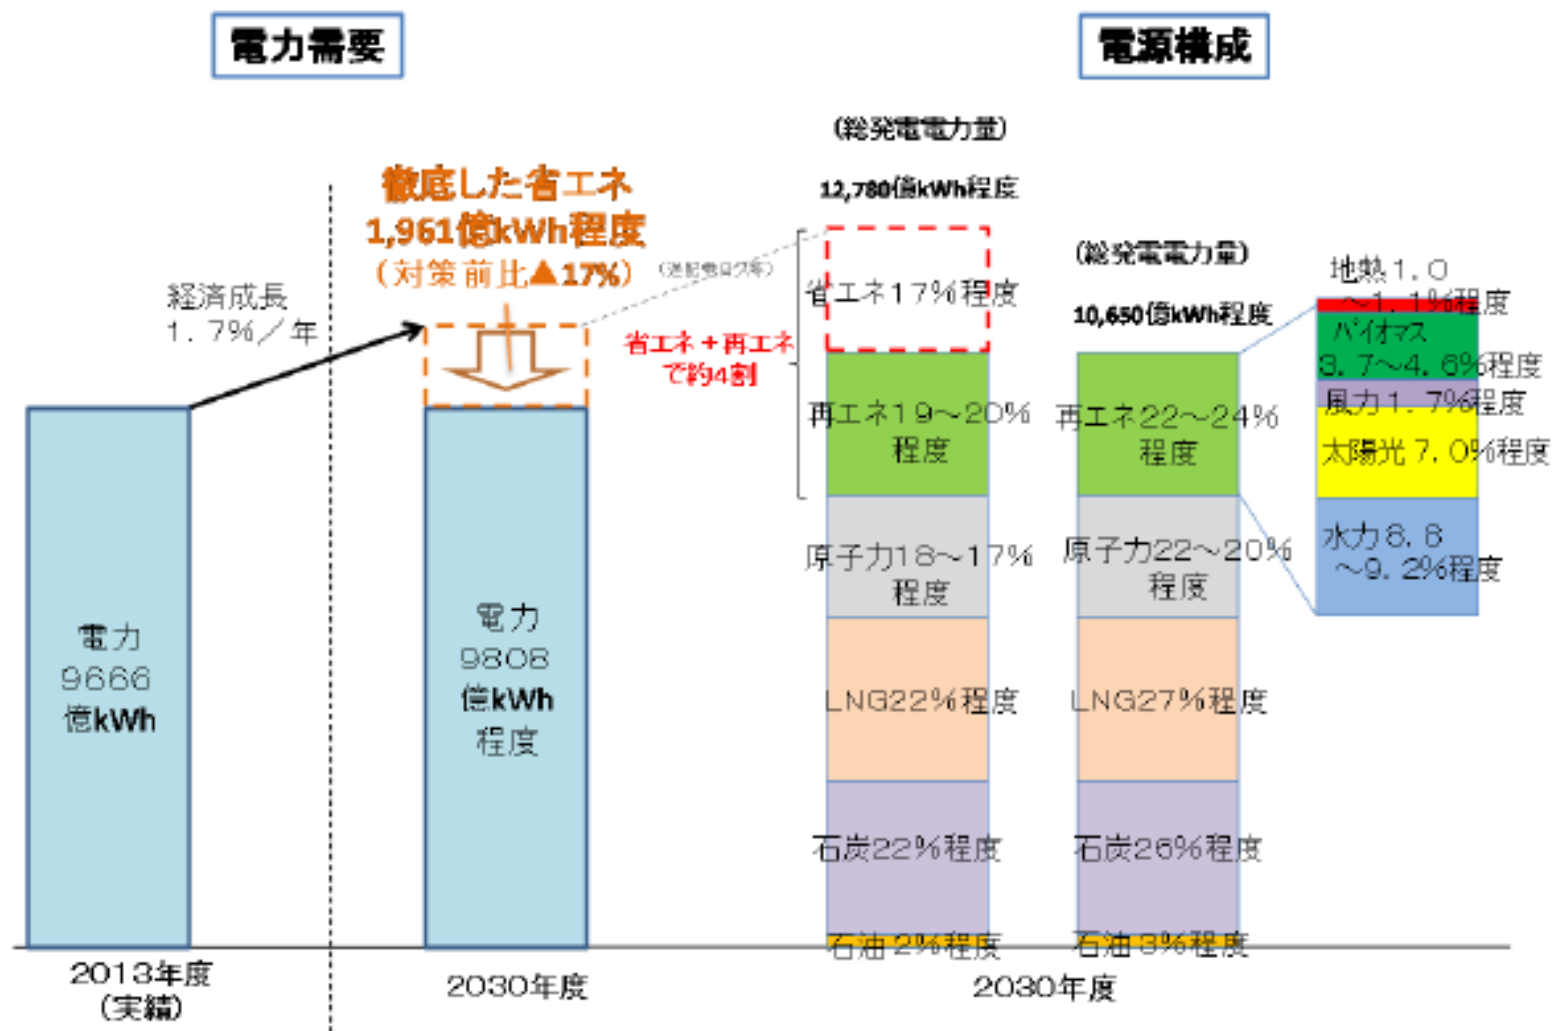 電力需要
電源構成
(総発電電力量)
12,780億kWh程度
徹底した省エネ
1,961億kWh程度
(対策前比▲17%)
(送配電ロス等)
経済成長
1.7%/年
省エネ17%程度
省エネ+再エネ
で約4割
(総発電電力量)
10,650億kWh程度
地熱1.0
~1.1%程度
バイオマス
3.7~4.6%程度
風力1.7%程度
太陽光7.0%程度
水力8.8
~9.2%程度
再エネ19~20%
程度
再エネ22~24%
程度
原子力18~17%
程度
原子力22~20%
程度
電力
9666
億kWh
電力
9808
億kWh
程度
LNG22%程度
LNG27%程度
石炭22%程度
石炭26%程度
石油2%程度
石油3%程度
2013年度
(実績)
2030年度
2030年度